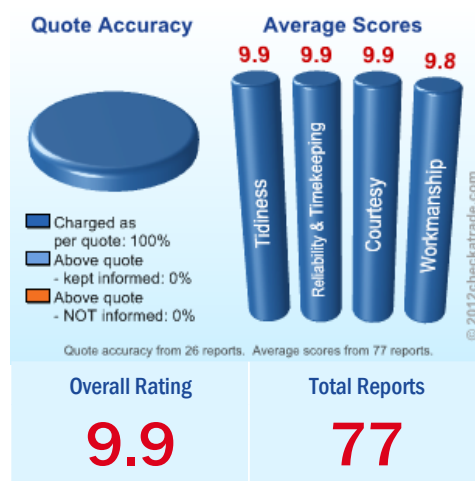 Quote Accuracy
Average Scores
9.9
9.9
9.9
9.8
Tidiness
Reliability & Timekeeping
Courtesy
Workmanship
Charged as
per quote: 100%
Above quote
- kept informed: 0%
Above quote
- NOT informed: 0%
© 2012checkatrade.com
Quote accuracy from 26 reports. Average scores from 77 reports.
Overall Rating
9.9
Total Reports
77